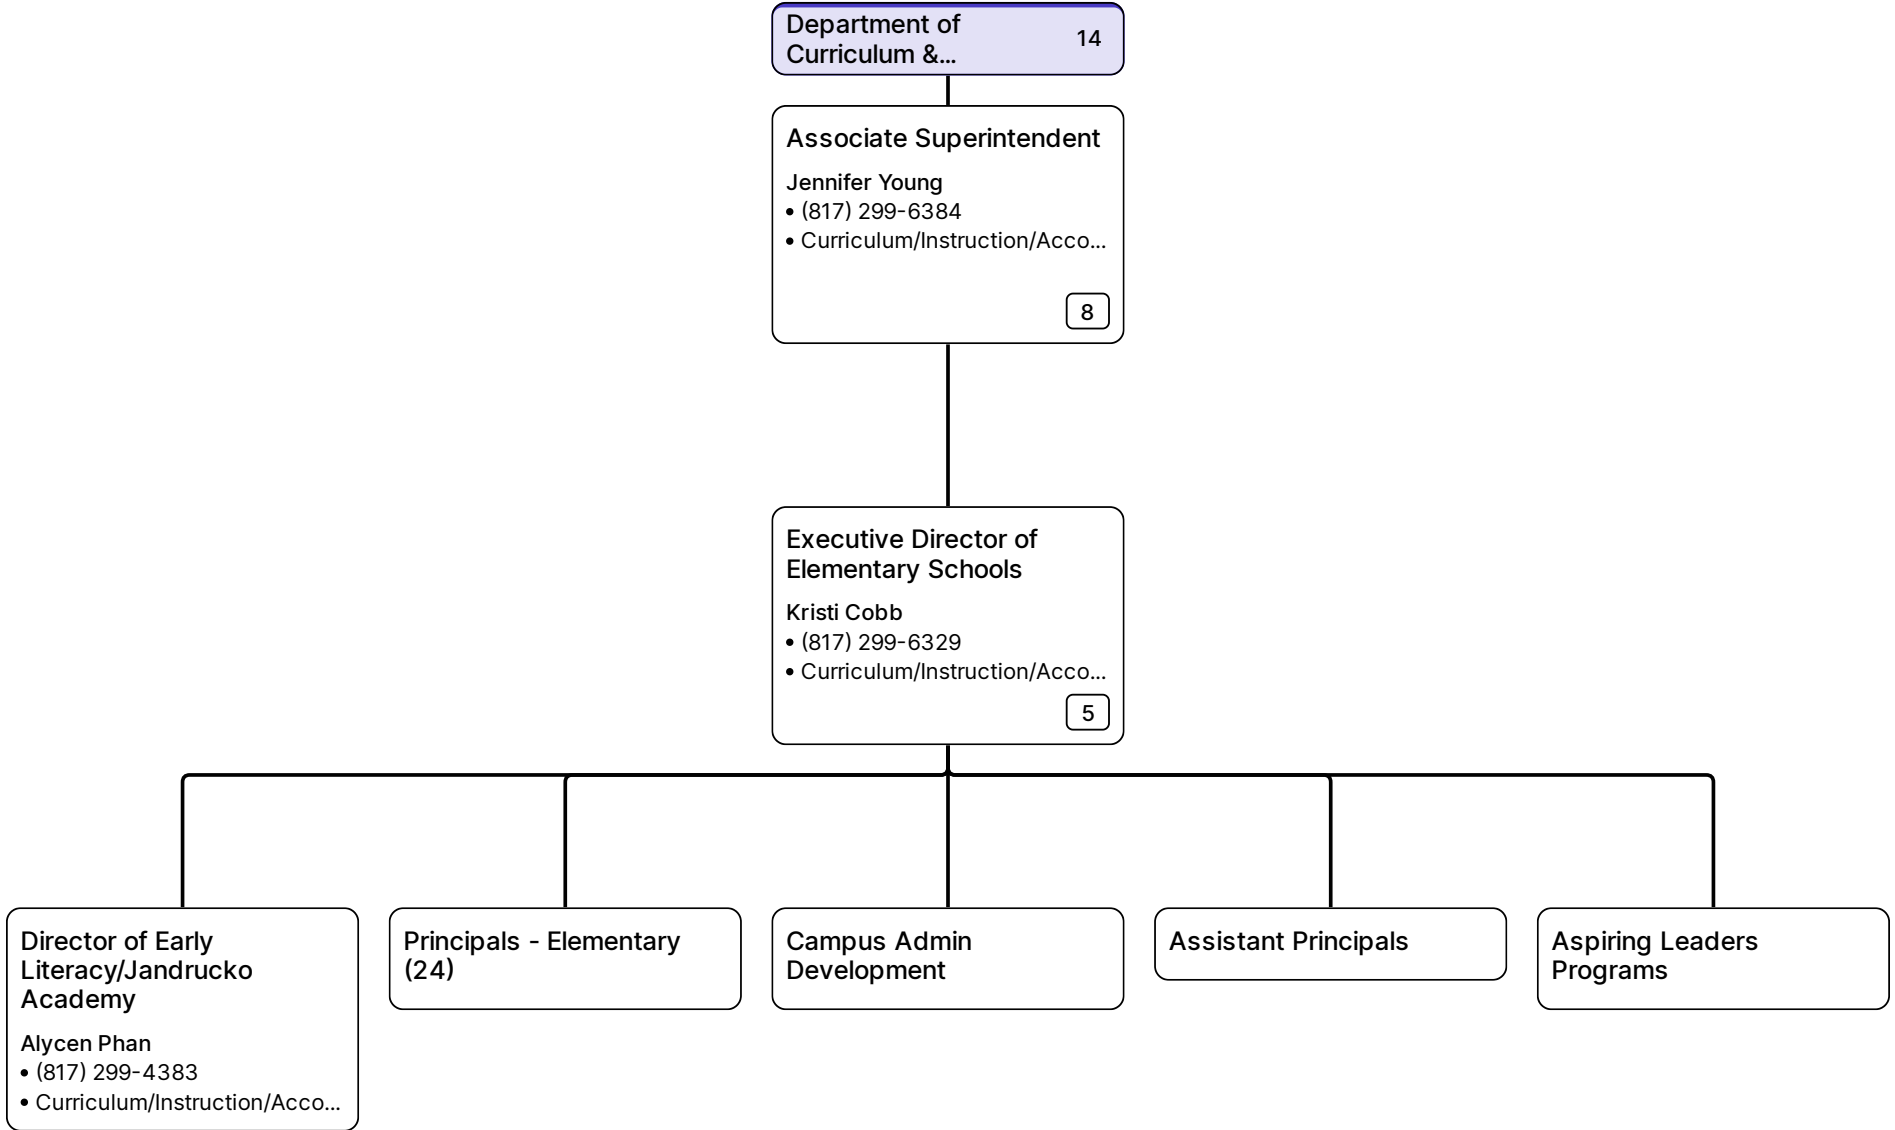 Department of
Curriculum &...
14
Associate Superintendent
Jennifer Young
• (817) 299-6384
• Curriculum/Instruction/Acco...
8
Executive Director of
Elementary Schools
Kristi Cobb
• (817) 299-6329
• Curriculum/Instruction/Acco...
5
Director of Early
Literacy/Jandrucko
Academy
Alycen Phan
• (817) 299-4383
• Curriculum/Instruction/Acco...
Principals - Elementary
(24)
Campus Admin
Development
Assistant Principals
Aspiring Leaders
Programs